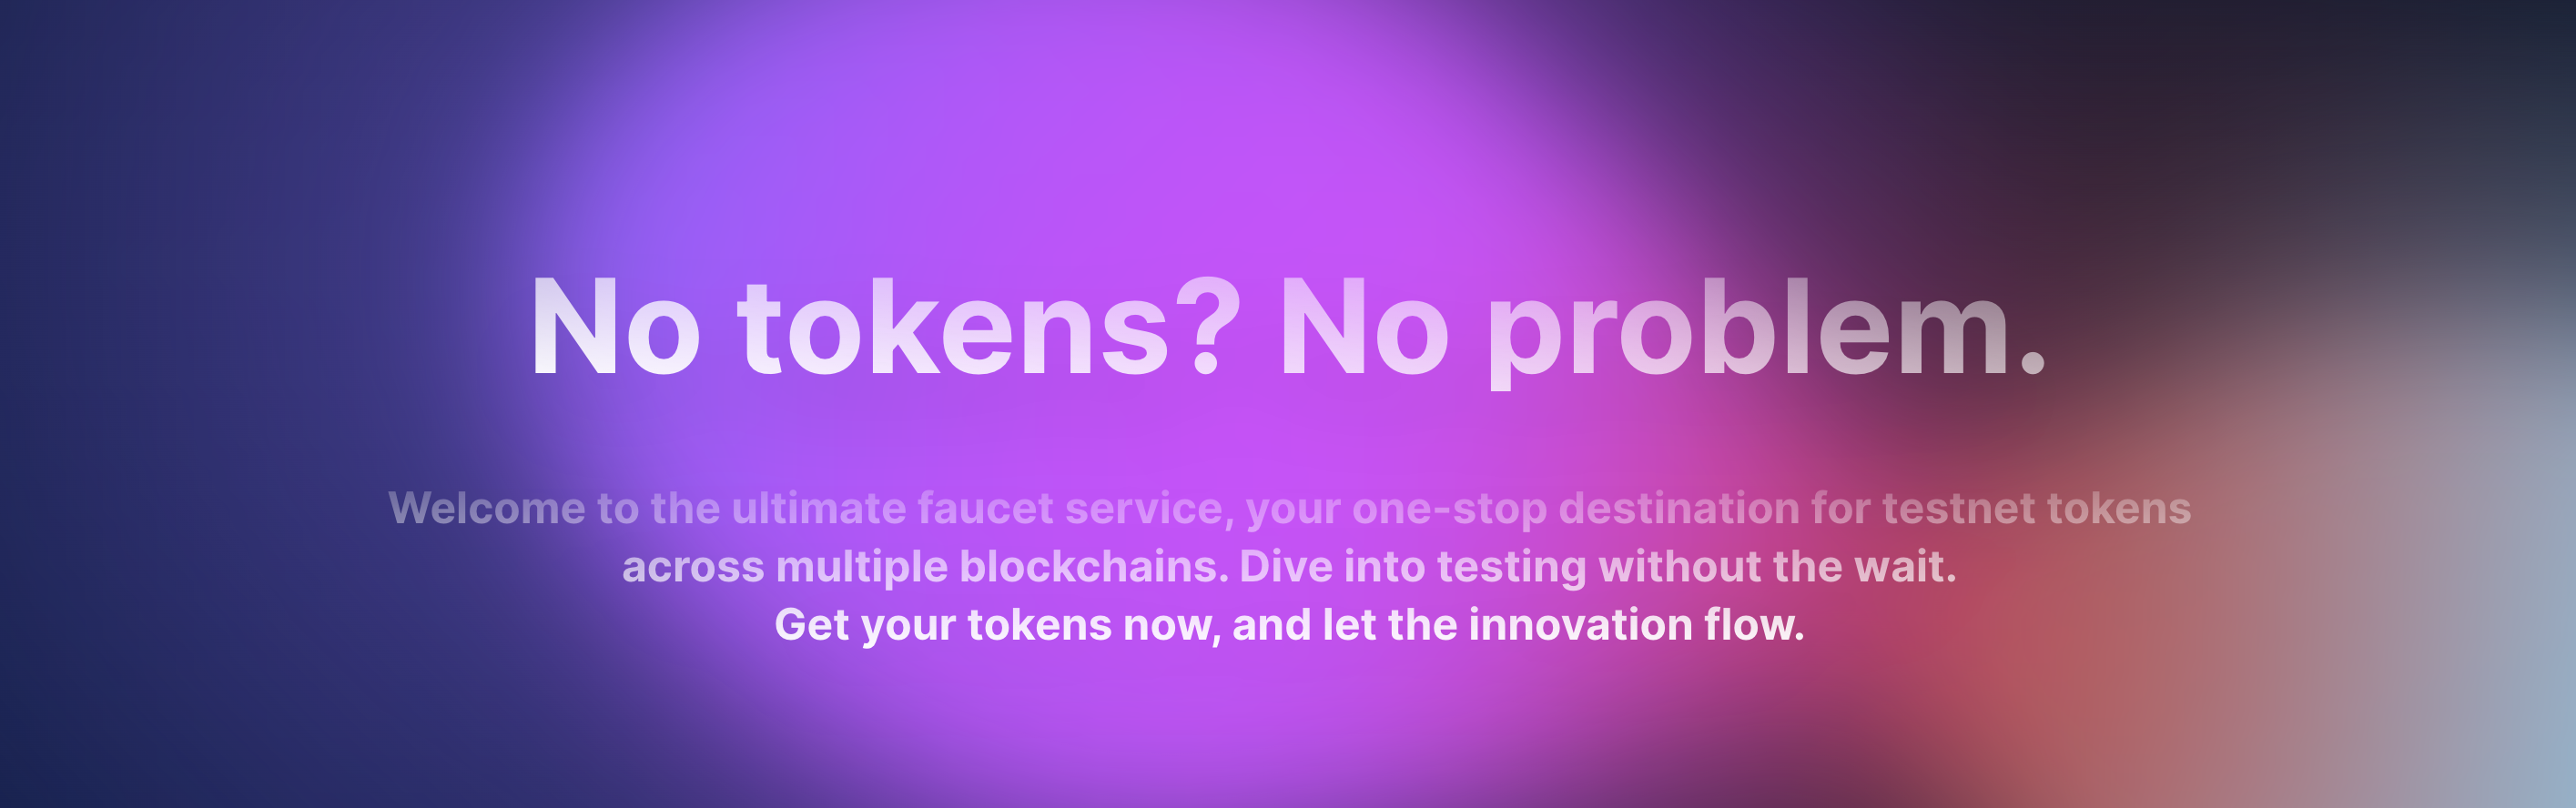 No tokens? No problem.
Welcome to the ultimate faucet service, your one-stop destination for testnet tokens
across multiple blockchains. Dive into testing without the wait.
Get your tokens now, and let the innovation flow.